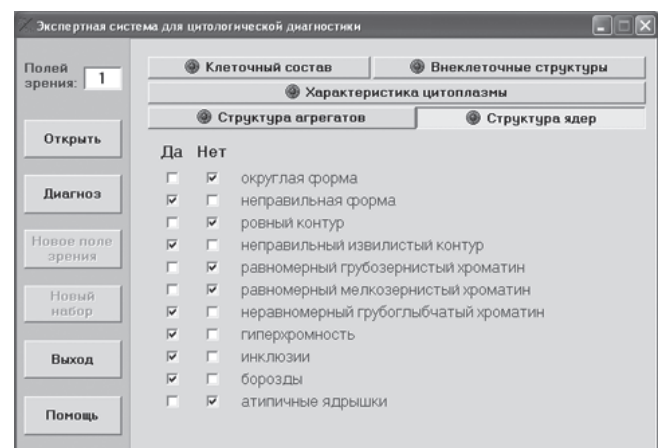 Экспертная система для цитологической диагностики
Полей
зрения: 1
Открыть
Диагноз
Новое поле
зрения
Новый
набор
Выход
Помощь
Клеточный состав
Внеклеточные структуры
Характеристика цитоплазмы
Структура агрегатов
Структура ядер
Да Нет
округлая форма
неправильная форма
ровный контур
неправильный извилистый контур
равномерный грубозернистый хроматин
равномерный мелкозернистый хроматин
неравномерный грубоглыбчатый хроматин
гиперхромность
инклюзии
борозды
атипичные ядрышки